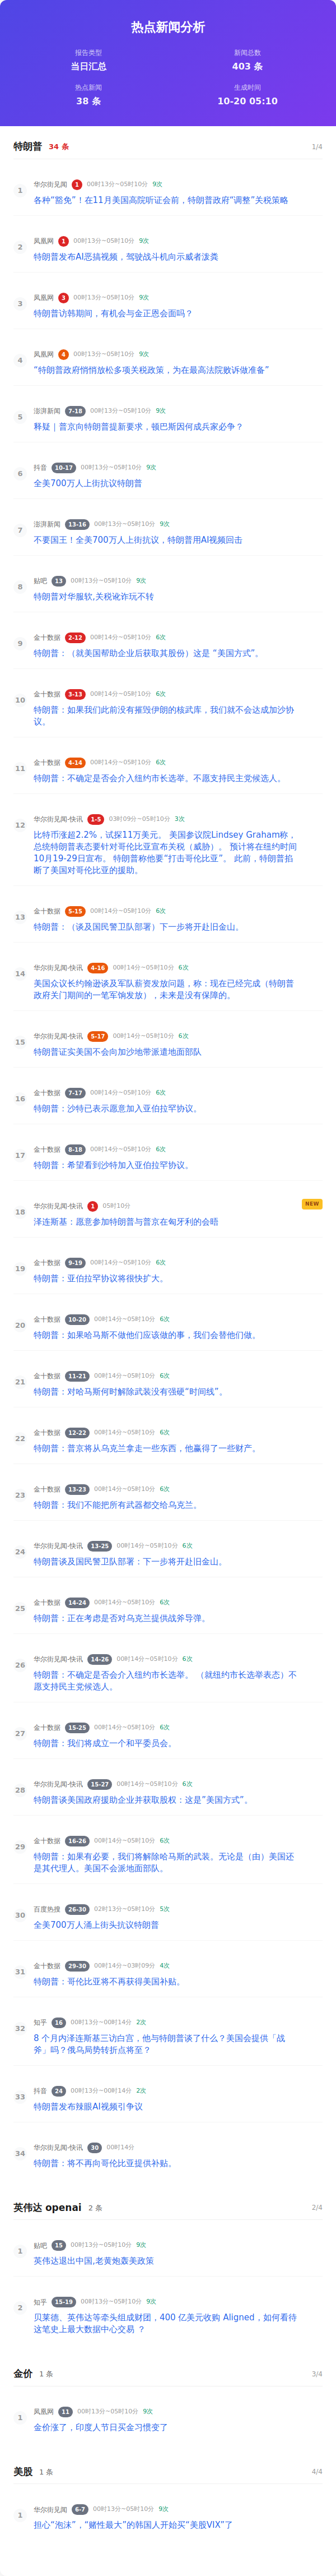 热点新闻分析
报告类型
当日汇总
新闻总数
403 条
热点新闻
38 条
生成时间
10-20 05:10
特朗普 34 条 1/4
1
华尔街见闻 1 00时13分~05时10分 9次
各种“豁免”！在11月美国高院听证会前，特朗普政府“调整”关税策略
2
凤凰网 1 00时13分~05时10分 9次
特朗普发布AI恶搞视频，驾驶战斗机向示威者泼粪
3
凤凰网 3 00时13分~05时10分 9次
特朗普访韩期间，有机会与金正恩会面吗？
4
凤凰网 4 00时13分~05时10分 9次
“特朗普政府悄悄放松多项关税政策，为在最高法院败诉做准备”
5
澎湃新闻 7-18 00时13分~05时10分 9次
释疑｜普京向特朗普提新要求，顿巴斯因何成兵家必争？
6
抖音 10-17 00时13分~05时10分 9次
全美700万人上街抗议特朗普
7
澎湃新闻 13-16 00时13分~05时10分 9次
不要国王！全美700万人上街抗议，特朗普用AI视频回击
8
贴吧 13 00时13分~05时10分 9次
特朗普对华服软,关税讹诈玩不转
9
金十数据 2-12 00时14分~05时10分 6次
特朗普：（就美国帮助企业后获取其股份）这是 “美国方式”。
10
金十数据 3-13 00时14分~05时10分 6次
特朗普：如果我们此前没有摧毁伊朗的核武库，我们就不会达成加沙协
议。
11
金十数据 4-14 00时14分~05时10分 6次
特朗普：不确定是否会介入纽约市长选举。不愿支持民主党候选人。
12
华尔街见闻-快讯 1-5 03时09分~05时10分 3次
比特币涨超2.2%，试探11万美元。 美国参议院Lindsey Graham称，
总统特朗普表态要针对哥伦比亚宣布关税（威胁）。 预计将在纽约时间
10月19-29日宣布。 特朗普称他要“打击哥伦比亚”。 此前，特朗普掐
断了美国对哥伦比亚的援助。
13
金十数据 5-15 00时14分~05时10分 6次
特朗普：（谈及国民警卫队部署）下一步将开赴旧金山。
14
华尔街见闻-快讯 4-16 00时14分~05时10分 6次
美国众议长约翰逊谈及军队薪资发放问题，称：现在已经完成（特朗普
政府关门期间的一笔军饷发放），未来是没有保障的。
15
华尔街见闻-快讯 5-17 00时14分~05时10分 6次
特朗普证实美国不会向加沙地带派遣地面部队
16
金十数据 7-17 00时14分~05时10分 6次
特朗普：沙特已表示愿意加入亚伯拉罕协议。
17
金十数据 8-18 00时14分~05时10分 6次
特朗普：希望看到沙特加入亚伯拉罕协议。
18
华尔街见闻-快讯 1 05时10分 NEW
泽连斯基：愿意参加特朗普与普京在匈牙利的会晤
19
金十数据 9-19 00时14分~05时10分 6次
特朗普：亚伯拉罕协议将很快扩大。
20
金十数据 10-20 00时14分~05时10分 6次
特朗普：如果哈马斯不做他们应该做的事，我们会替他们做。
21
金十数据 11-21 00时14分~05时10分 6次
特朗普：对哈马斯何时解除武装没有强硬“时间线”。
22
金十数据 12-22 00时14分~05时10分 6次
特朗普：普京将从乌克兰拿走一些东西，他赢得了一些财产。
23
金十数据 13-23 00时14分~05时10分 6次
特朗普：我们不能把所有武器都交给乌克兰。
24
华尔街见闻-快讯 13-25 00时14分~05时10分 6次
特朗普谈及国民警卫队部署：下一步将开赴旧金山。
25
金十数据 14-24 00时14分~05时10分 6次
特朗普：正在考虑是否对乌克兰提供战斧导弹。
26
华尔街见闻-快讯 14-26 00时14分~05时10分 6次
特朗普：不确定是否会介入纽约市长选举。 （就纽约市长选举表态）不
愿支持民主党候选人。
27
金十数据 15-25 00时14分~05时10分 6次
特朗普：我们将成立一个和平委员会。
28
华尔街见闻-快讯 15-27 00时14分~05时10分 6次
特朗普谈美国政府援助企业并获取股权：这是“美国方式”。
29
金十数据 16-26 00时14分~05时10分 6次
特朗普：如果有必要，我们将解除哈马斯的武装。无论是（由）美国还
是其代理人。美国不会派地面部队。
30
百度热搜 26-30 02时13分~05时10分 5次
全美700万人涌上街头抗议特朗普
31
金十数据 29-30 00时14分~03时09分 4次
特朗普：哥伦比亚将不再获得美国补贴。
32
知乎 16 00时13分~00时14分 2次
8 个月内泽连斯基三访白宫，他与特朗普谈了什么？美国会提供「战
斧」吗？俄乌局势转折点将至？
33
抖音 24 00时13分~00时14分 2次
特朗普发布辣眼AI视频引争议
34
华尔街见闻-快讯 30 00时14分
特朗普：将不再向哥伦比亚提供补贴。
英伟达 openai 2 条 2/4
1
贴吧 15 00时13分~05时10分 9次
英伟达退出中国,老黄炮轰美政策
2
知乎 15-19 00时13分~05时10分 9次
贝莱德、英伟达等牵头组成财团，400 亿美元收购 Aligned，如何看待
这笔史上最大数据中心交易 ？
金价 1 条 3/4
1
凤凰网 11 00时13分~05时10分 9次
金价涨了，印度人节日买金习惯变了
美股 1 条 4/4
1
华尔街见闻 6-7 00时13分~05时10分 9次
担心“泡沫”，“赌性最大”的韩国人开始买“美股VIX”了